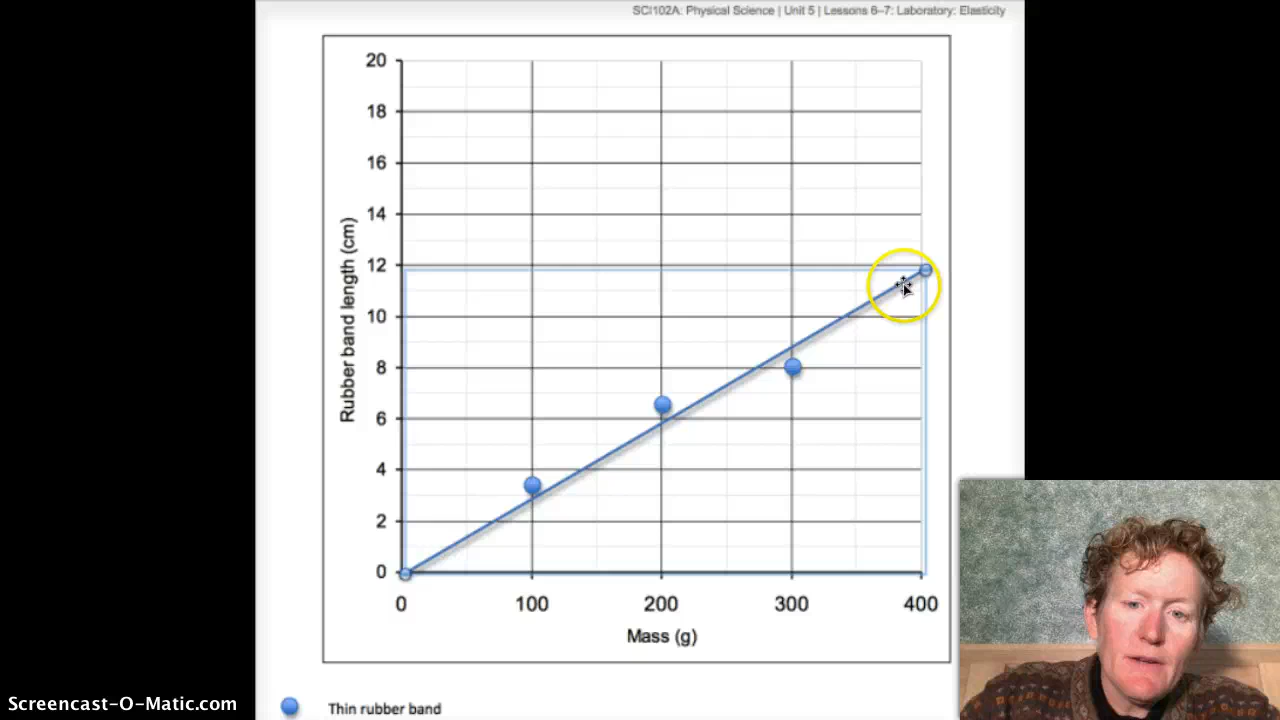 SCI102A: Physical Science | Unit 5 | Lessons 6–7: Laboratory: Elasticity
20
18
16
14
12
10
8
6
4
2
0
Rubber band length (cm)
0 100 200 300 400
Mass (g)
Thin rubber band
Screencast-O-Matic.com